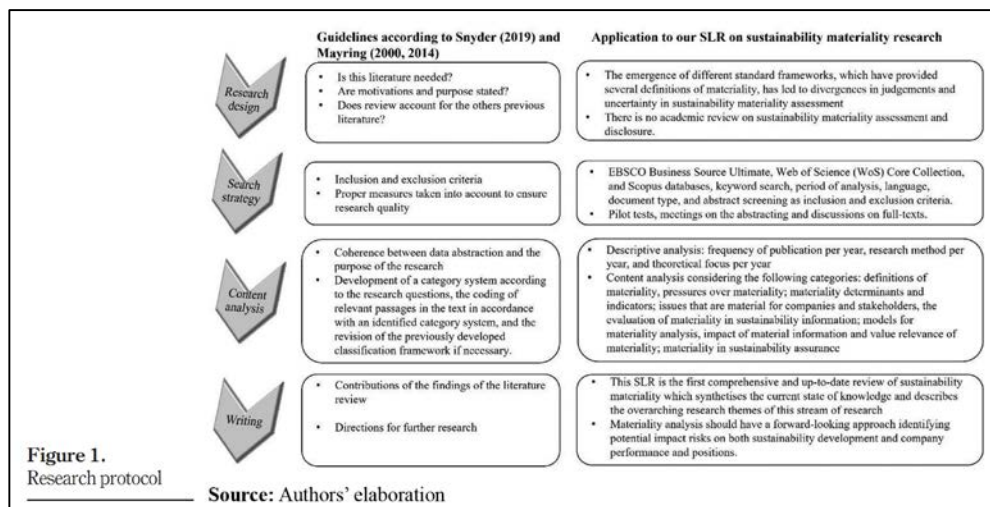 Guidelines according to Snyder (2019) and
Mayring (2000, 2014)
Application to our SLR on sustainability materiality research
Research
design
• Is this literature needed?
• Are motivations and purpose stated?
• Does review account for the others previous
literature?
• The emergence of different standard frameworks, which have provided
several definitions of materiality, has led to divergences in judgements and
uncertainty in sustainability materiality assessment
• There is no academic review on sustainability materiality assessment and
disclosure.
Search
strategy
• Inclusion and exclusion criteria
• Proper measures taken into account to ensure
research quality
• EBSCO Business Source Ultimate, Web of Science (WoS) Core Collection,
and Scopus databases, keyword search, period of analysis, language,
document type, and abstract screening as inclusion and exclusion criteria.
• Pilot tests, meetings on the abstracting and discussions on full-texts.
Content
analysis
• Coherence between data abstraction and the
purpose of the research
• Development of a category system according
to the research questions, the coding of
relevant passages in the text in accordance
with an identified category system, and the
revision of the previously developed
classification framework if necessary.
• Descriptive analysis: frequency of publication per year, research method per
year, and theoretical focus per year
• Content analysis considering the following categories: definitions of
materiality, pressures over materiality; materiality determinants and
indicators; issues that are material for companies and stakeholders, the
evaluation of materiality in sustainability information; models for
materiality analysis, impact of material information and value relevance of
materiality; materiality in sustainability assurance
Writing
• Contributions of the findings of the literature
review
• Directions for further research
• This SLR is the first comprehensive and up-to-date review of sustainability
materiality which synthetises the current state of knowledge and describes
the overarching research themes of this stream of research
• Materiality analysis should have a forward-looking approach identifying
potential impact risks on both sustainability development and company
performance and positions.
Figure 1.
Research protocol
Source: Authors' elaboration